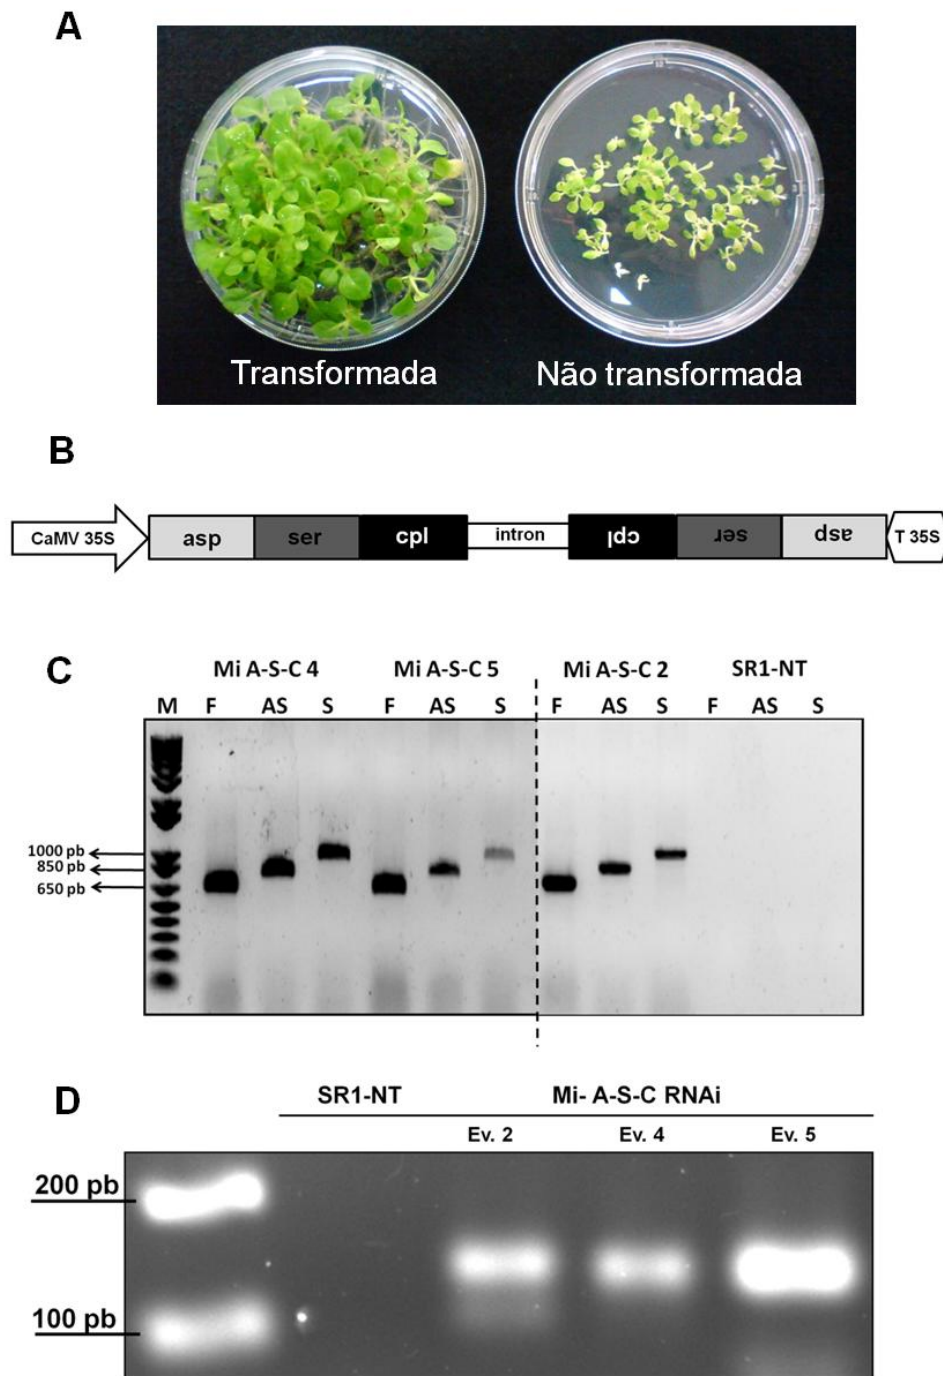 A
Transformada Não transformada
B
CaMV 35S asp ser cpl intron cpl ser asp T 35S
C
Mi A-S-C 4 Mi A-S-C 5 Mi A-S-C 2 SR1-NT
M F AS S F AS S F AS S F AS S
1000 pb
850 pb
650 pb
D
SR1-NT Mi- A-S-C RNAi
Ev. 2 Ev. 4 Ev. 5
200 pb
100 pb